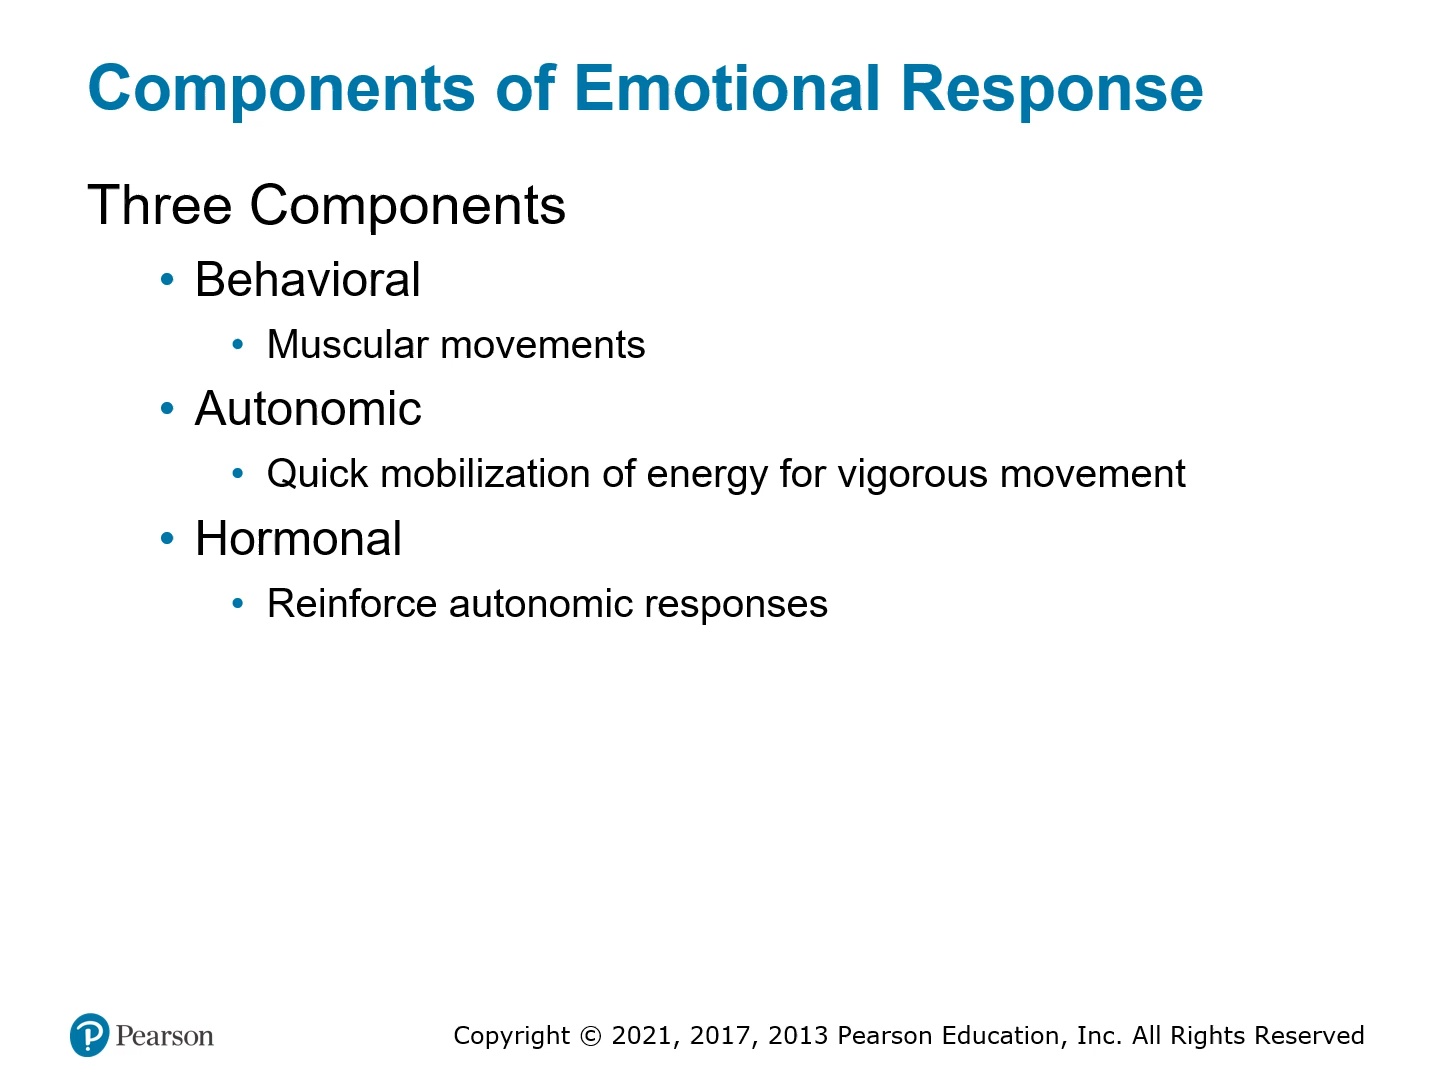 Components of Emotional Response
Three Components
• Behavioral
• Muscular movements
• Autonomic
• Quick mobilization of energy for vigorous movement
• Hormonal
• Reinforce autonomic responses
Pearson
Copyright © 2021, 2017, 2013 Pearson Education, Inc. All Rights Reserved